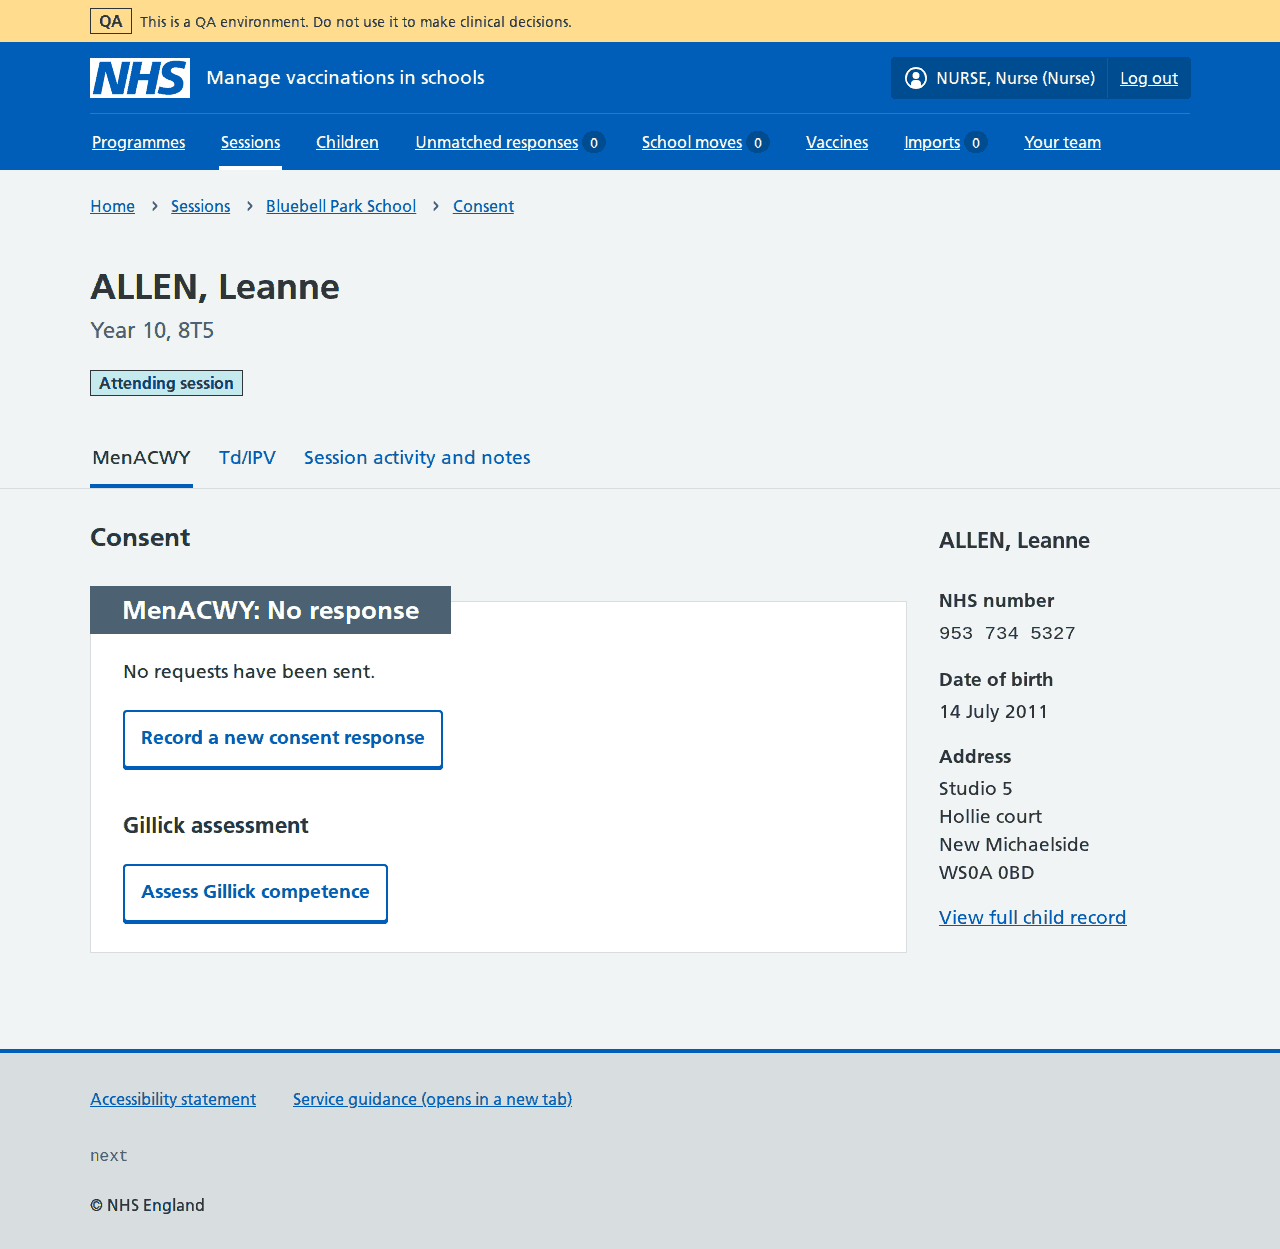 QA This is a QA environment. Do not use it to make clinical decisions.
NHS Manage vaccinations in schools NURSE, Nurse (Nurse) Log out
Programmes Sessions Children Unmatched responses 0 School moves 0 Vaccines Imports 0 Your team
Home Sessions Bluebell Park School Consent
ALLEN, Leanne
Year 10, 8T5
Attending session
MenACWY Td/IPV Session activity and notes
Consent
MenACWY: No response
No requests have been sent.
Record a new consent response
Gillick assessment
Assess Gillick competence
ALLEN, Leanne
NHS number
953 734 5327
Date of birth
14 July 2011
Address
Studio 5
Hollie court
New Michaelside
WS0A 0BD
View full child record
Accessibility statement Service guidance (opens in a new tab)
next
© NHS England